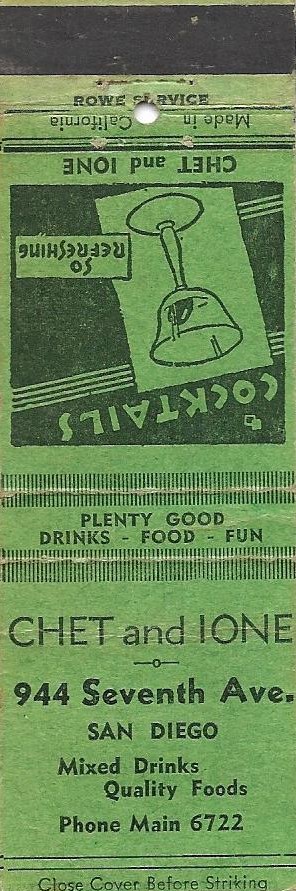 ROWE SERVICE
Made in California
CHET and IONE
SO
REFRESHING
COCKTAILS
PLENTY GOOD
DRINKS - FOOD - FUN
CHET and IONE
944 Seventh Ave.
SAN DIEGO
Mixed Drinks
Quality Foods
Phone Main 6722
Close Cover Before Striking